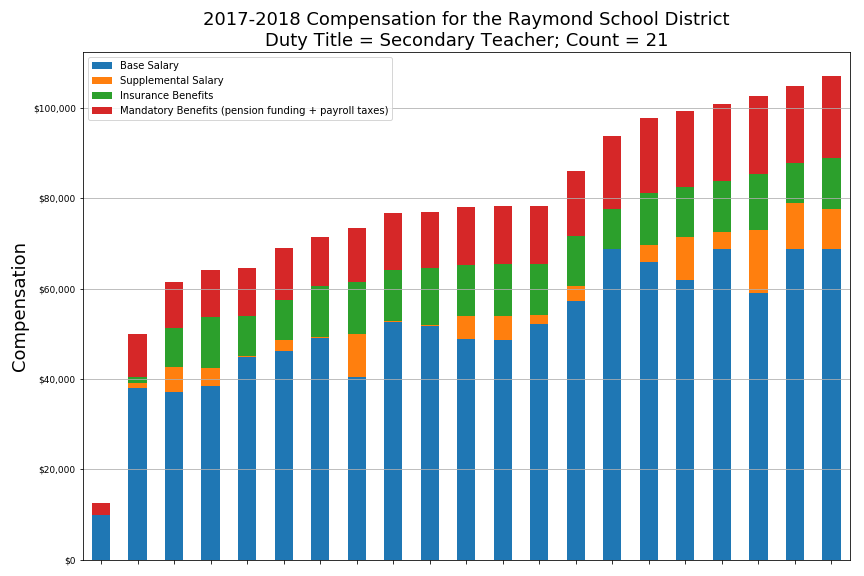 2017-2018 Compensation for the Raymond School District
Duty Title = Secondary Teacher; Count = 21
Base Salary
Supplemental Salary
Insurance Benefits
Mandatory Benefits (pension funding + payroll taxes)
$100,000
$80,000
$60,000
$40,000
$20,000
$0
Compensation